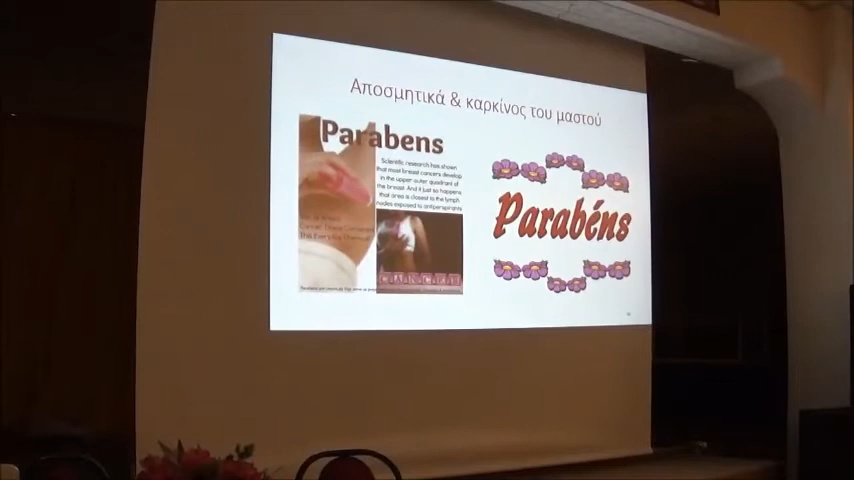 Αποσμητικά & καρκίνος του μαστού
Parabens
Scientific research has shown
that most breast cancers develop
in the upper outer quadrant of
the breast. And it just so happens
that area is closest to the lymph
nodes exposed to antiperspirants
Parabéns